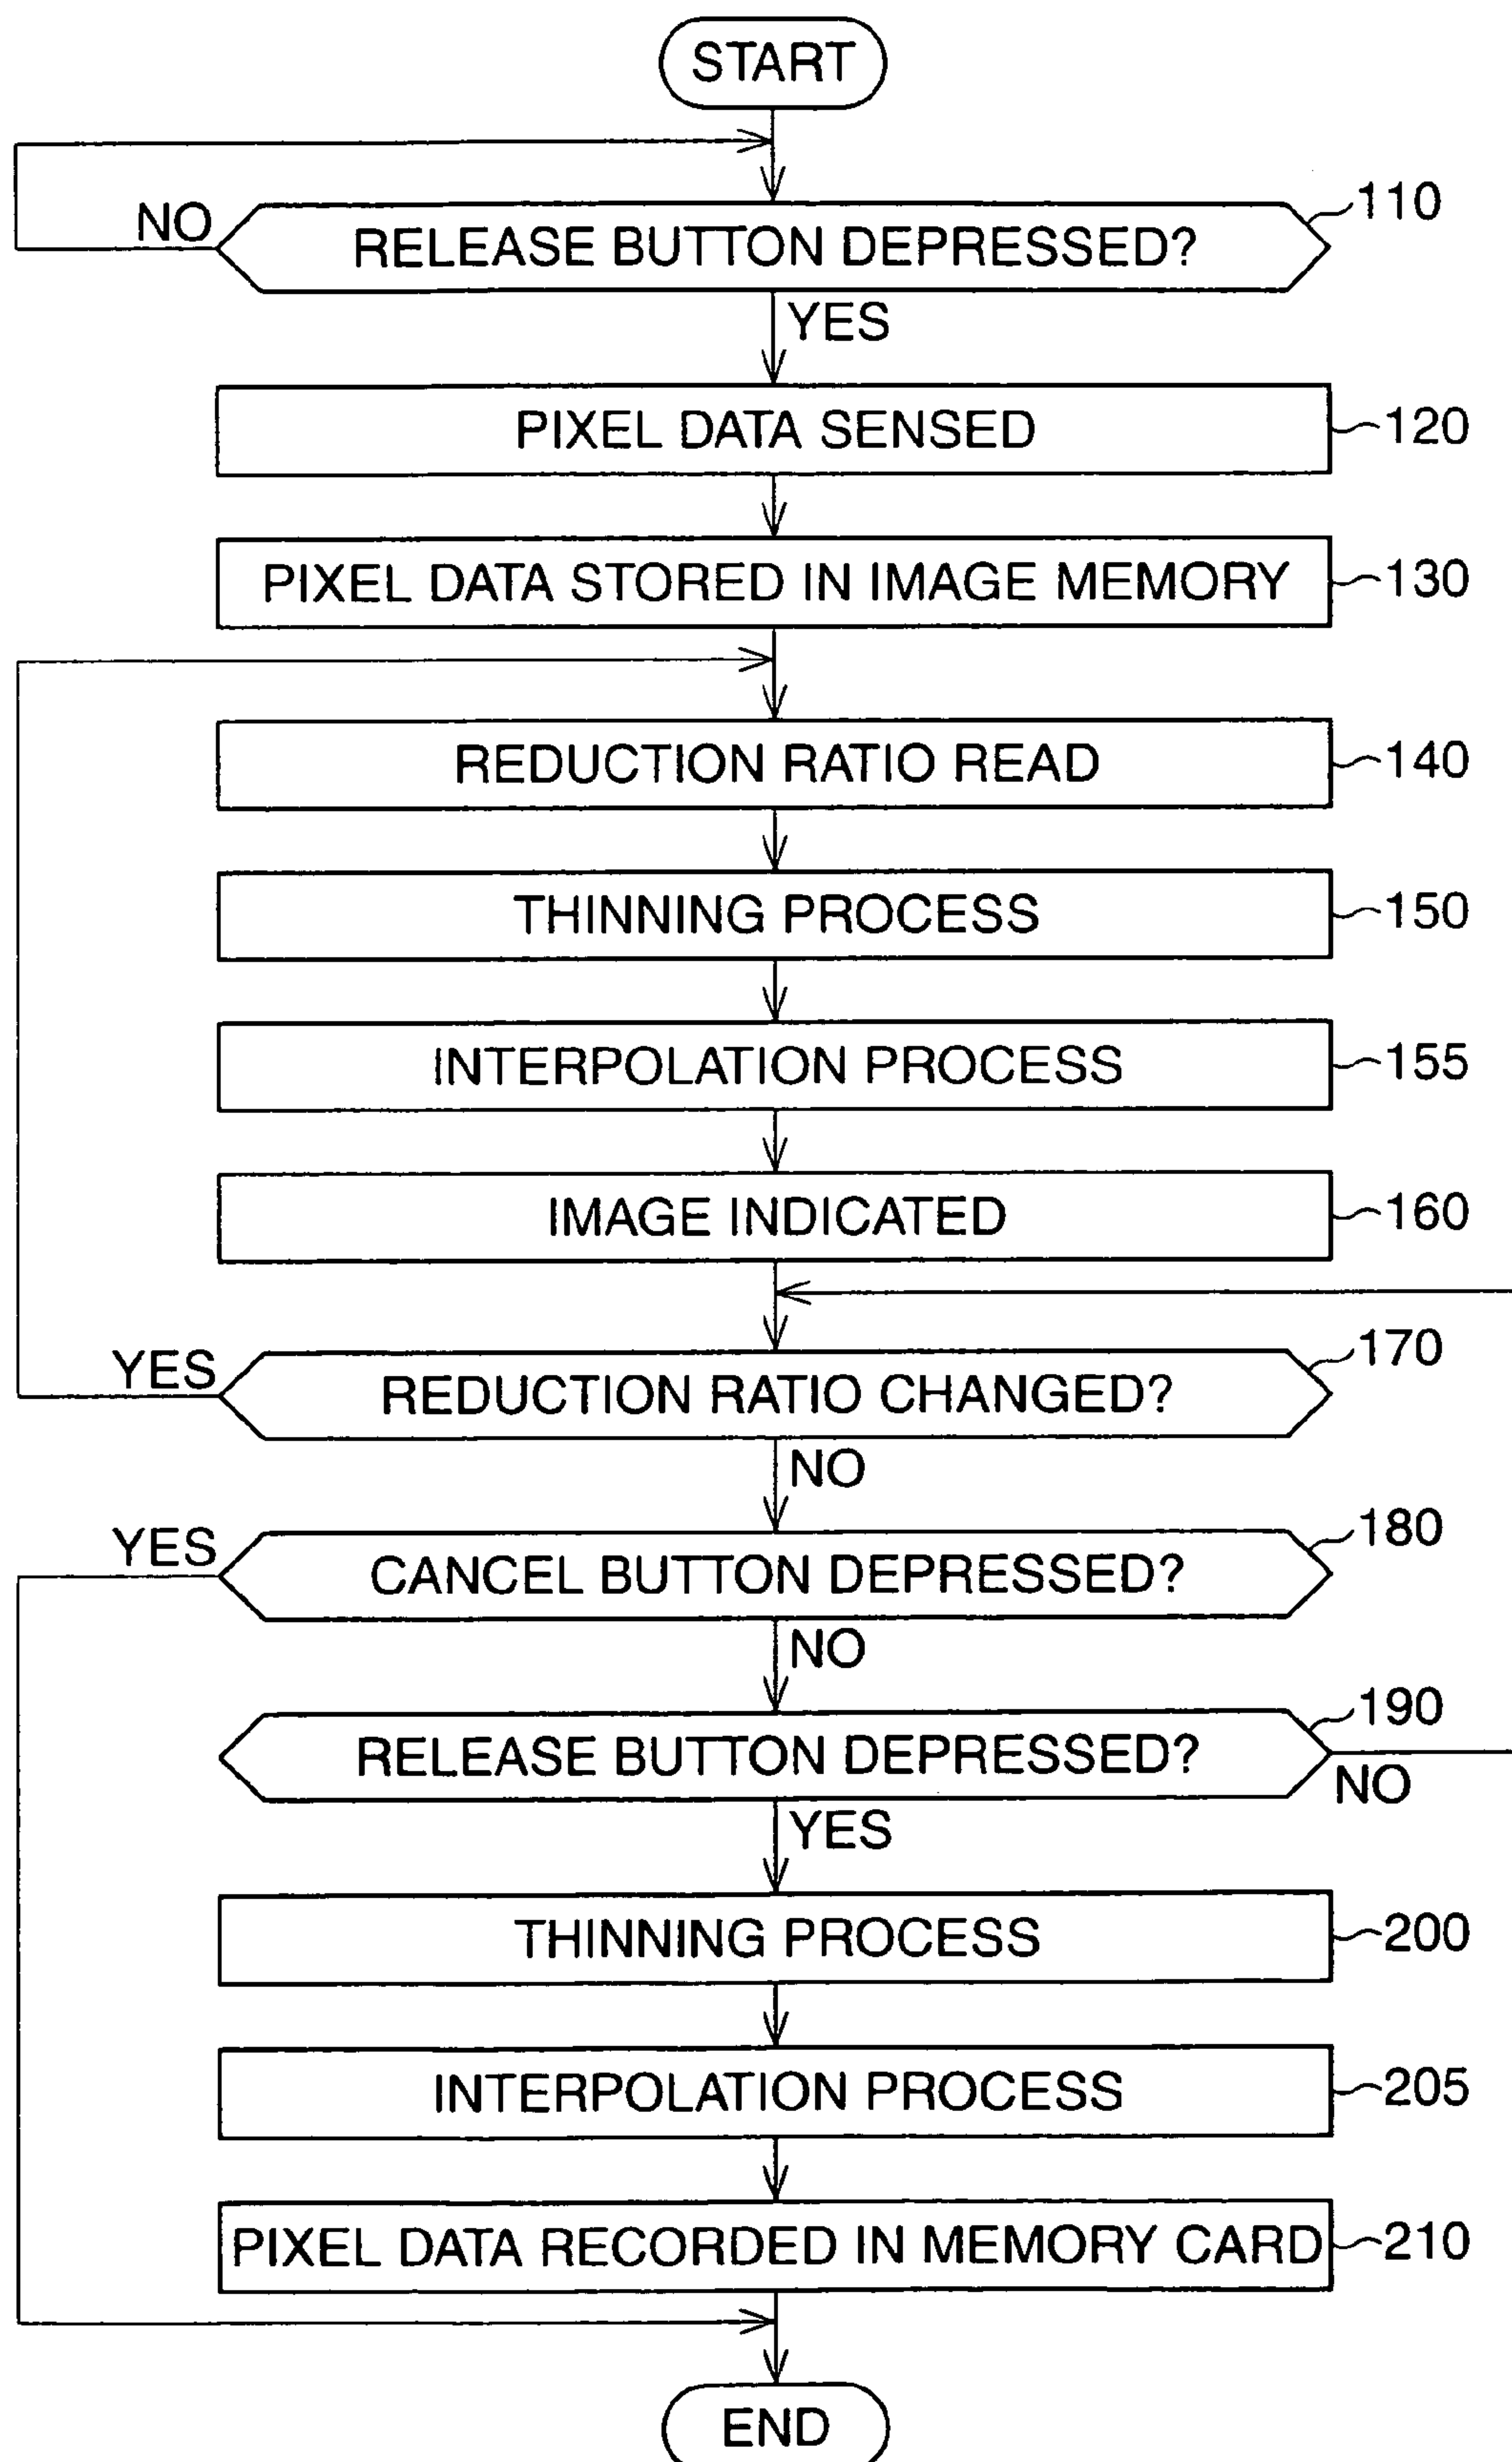 START
110
NO
RELEASE BUTTON DEPRESSED?
YES
PIXEL DATA SENSED
120
PIXEL DATA STORED IN IMAGE MEMORY
130
REDUCTION RATIO READ
140
THINNING PROCESS
150
INTERPOLATION PROCESS
155
IMAGE INDICATED
160
170
YES
REDUCTION RATIO CHANGED?
NO
180
YES
CANCEL BUTTON DEPRESSED?
NO
190
RELEASE BUTTON DEPRESSED?
NO
YES
THINNING PROCESS
200
INTERPOLATION PROCESS
205
PIXEL DATA RECORDED IN MEMORY CARD
210
END